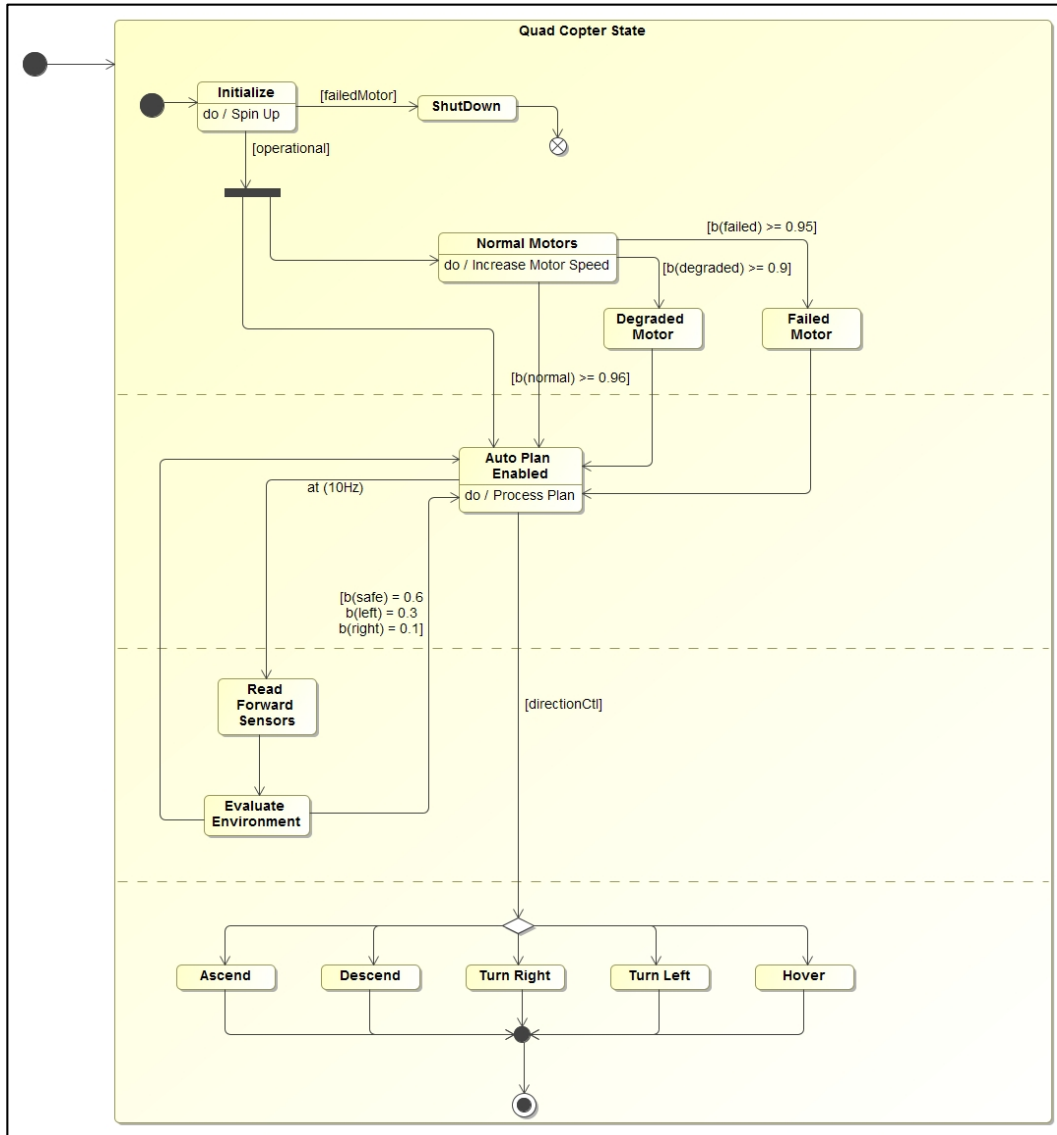 Quad Copter State
Initialize
do / Spin Up
[failedMotor]
ShutDown
[operational]
Normal Motors
do / Increase Motor Speed
[b(failed) >= 0.95]
[b(degraded) >= 0.9]
Degraded
Motor
Failed
Motor
[b(normal) >= 0.96]
Auto Plan
Enabled
do / Process Plan
at (10Hz)
[b(safe) = 0.6
b(left) = 0.3
b(right) = 0.1]
Read
Forward
Sensors
[directionCtl]
Evaluate
Environment
Ascend
Descend
Turn Right
Turn Left
Hover